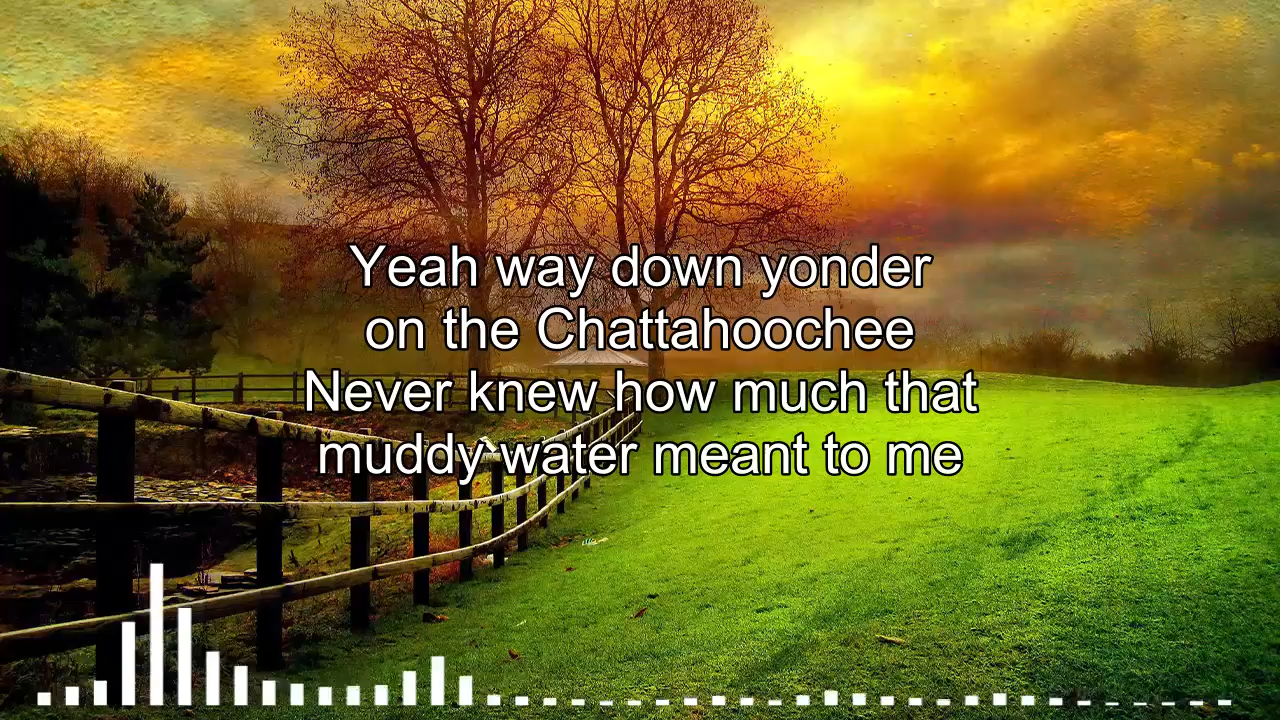 Yeah way down yonder
on the Chattahoochee
Never knew how much that
muddy water meant to me